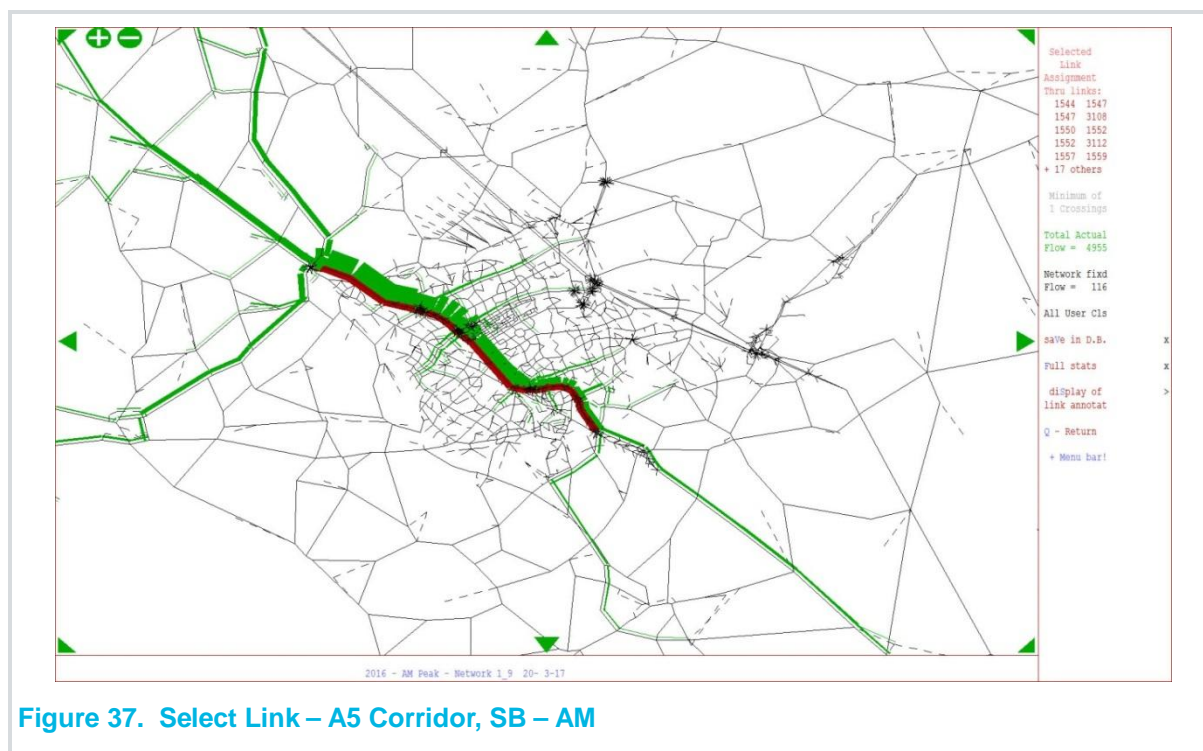 Selected
Link
Assignment
Thru links:
1544 1547
1547 3108
1550 1552
1552 3112
1557 1559
+ 17 others
Minimum of
1 Crossings
Total Actual
Flow = 4955
Network fixd
Flow = 116
All User Cls
saVe in D.B. x
Full stats x
diSplay of >
link annotat
Q - Return
+ Menu bar!
2016 - AM Peak - Network 1_9 20- 3-17
Figure 37. Select Link – A5 Corridor, SB – AM